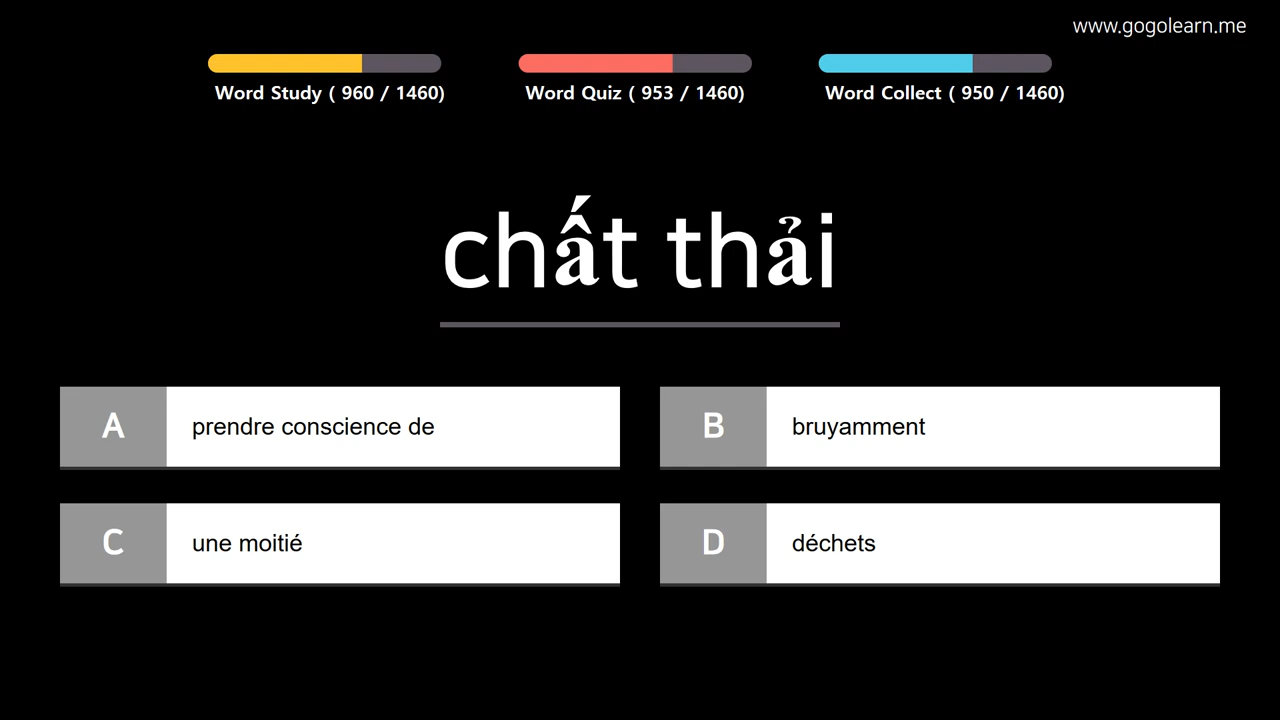 www.gogolearn.me
Word Study ( 960 / 1460)
Word Quiz ( 953 / 1460)
Word Collect ( 950 / 1460)
chất thải
A prendre conscience de
B bruyamment
C une moitié
D déchets